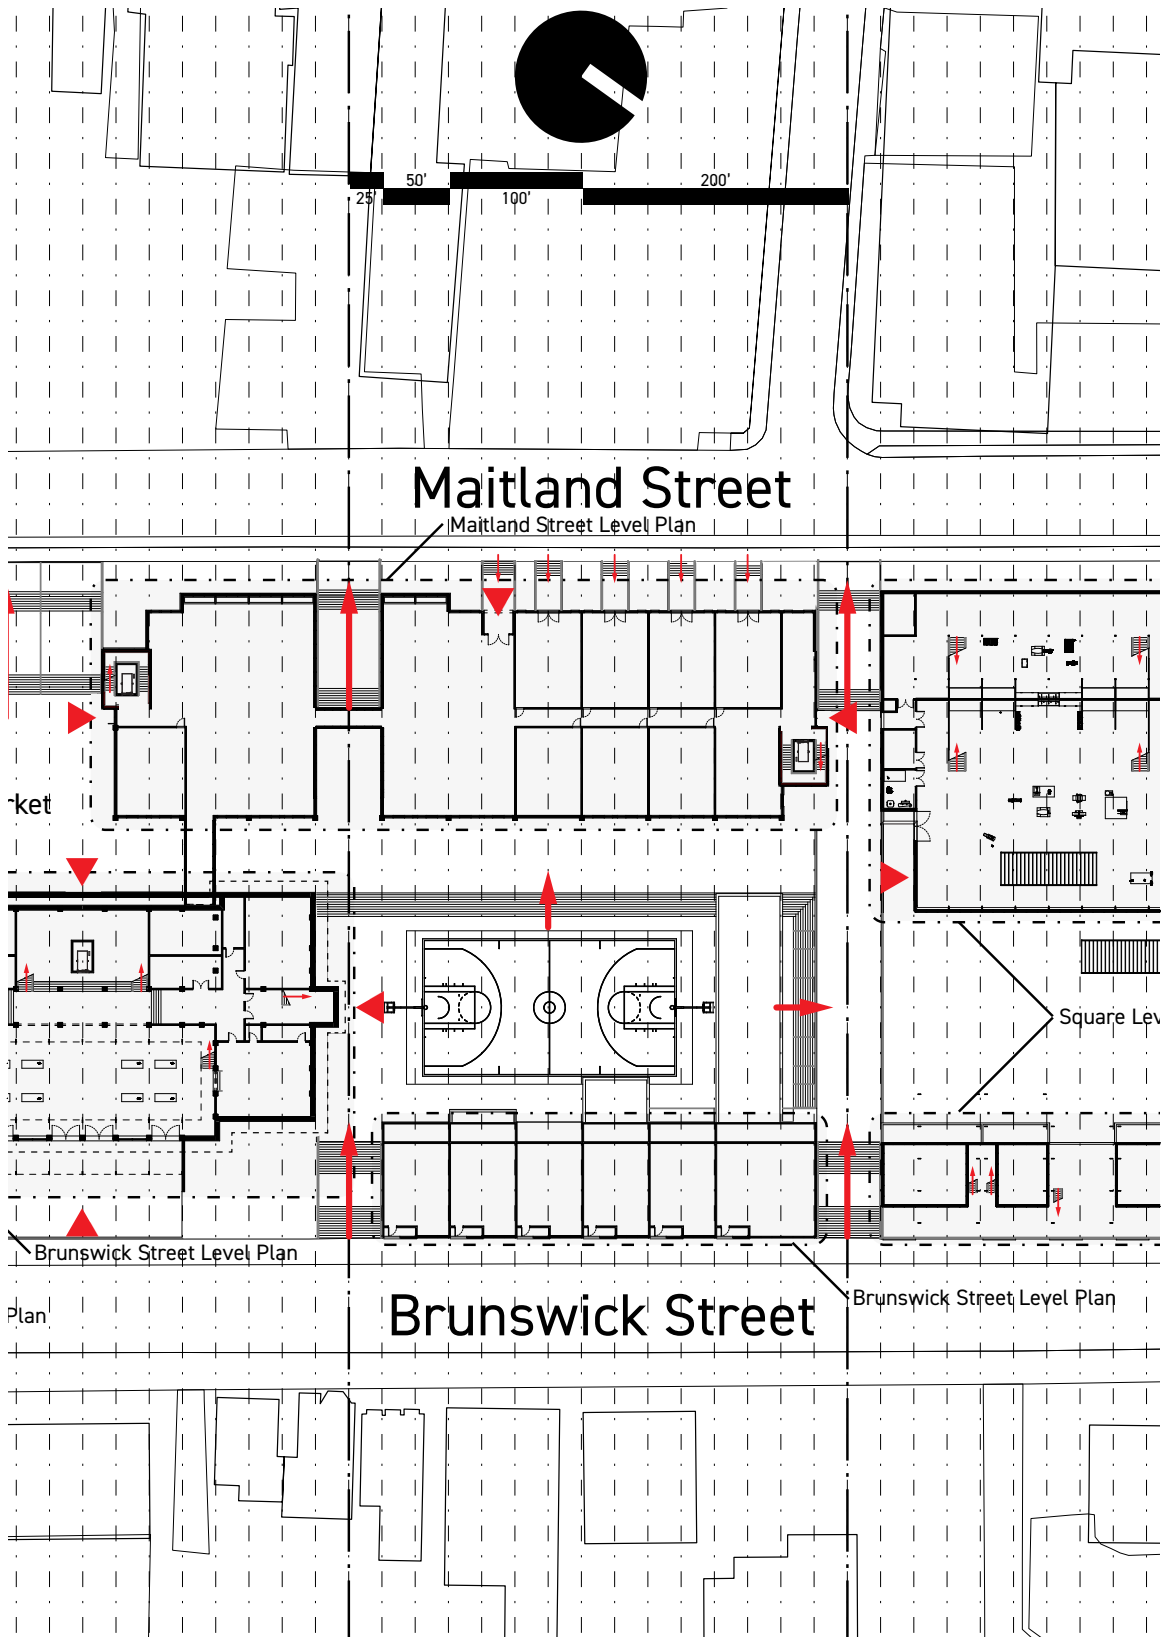 50'
200'
25'
100'
Maitland Street
Maitland Street Level Plan
rket
Square Lev
Brunswick Street Level Plan
Brunswick Street Level Plan
Plan
Brunswick Street